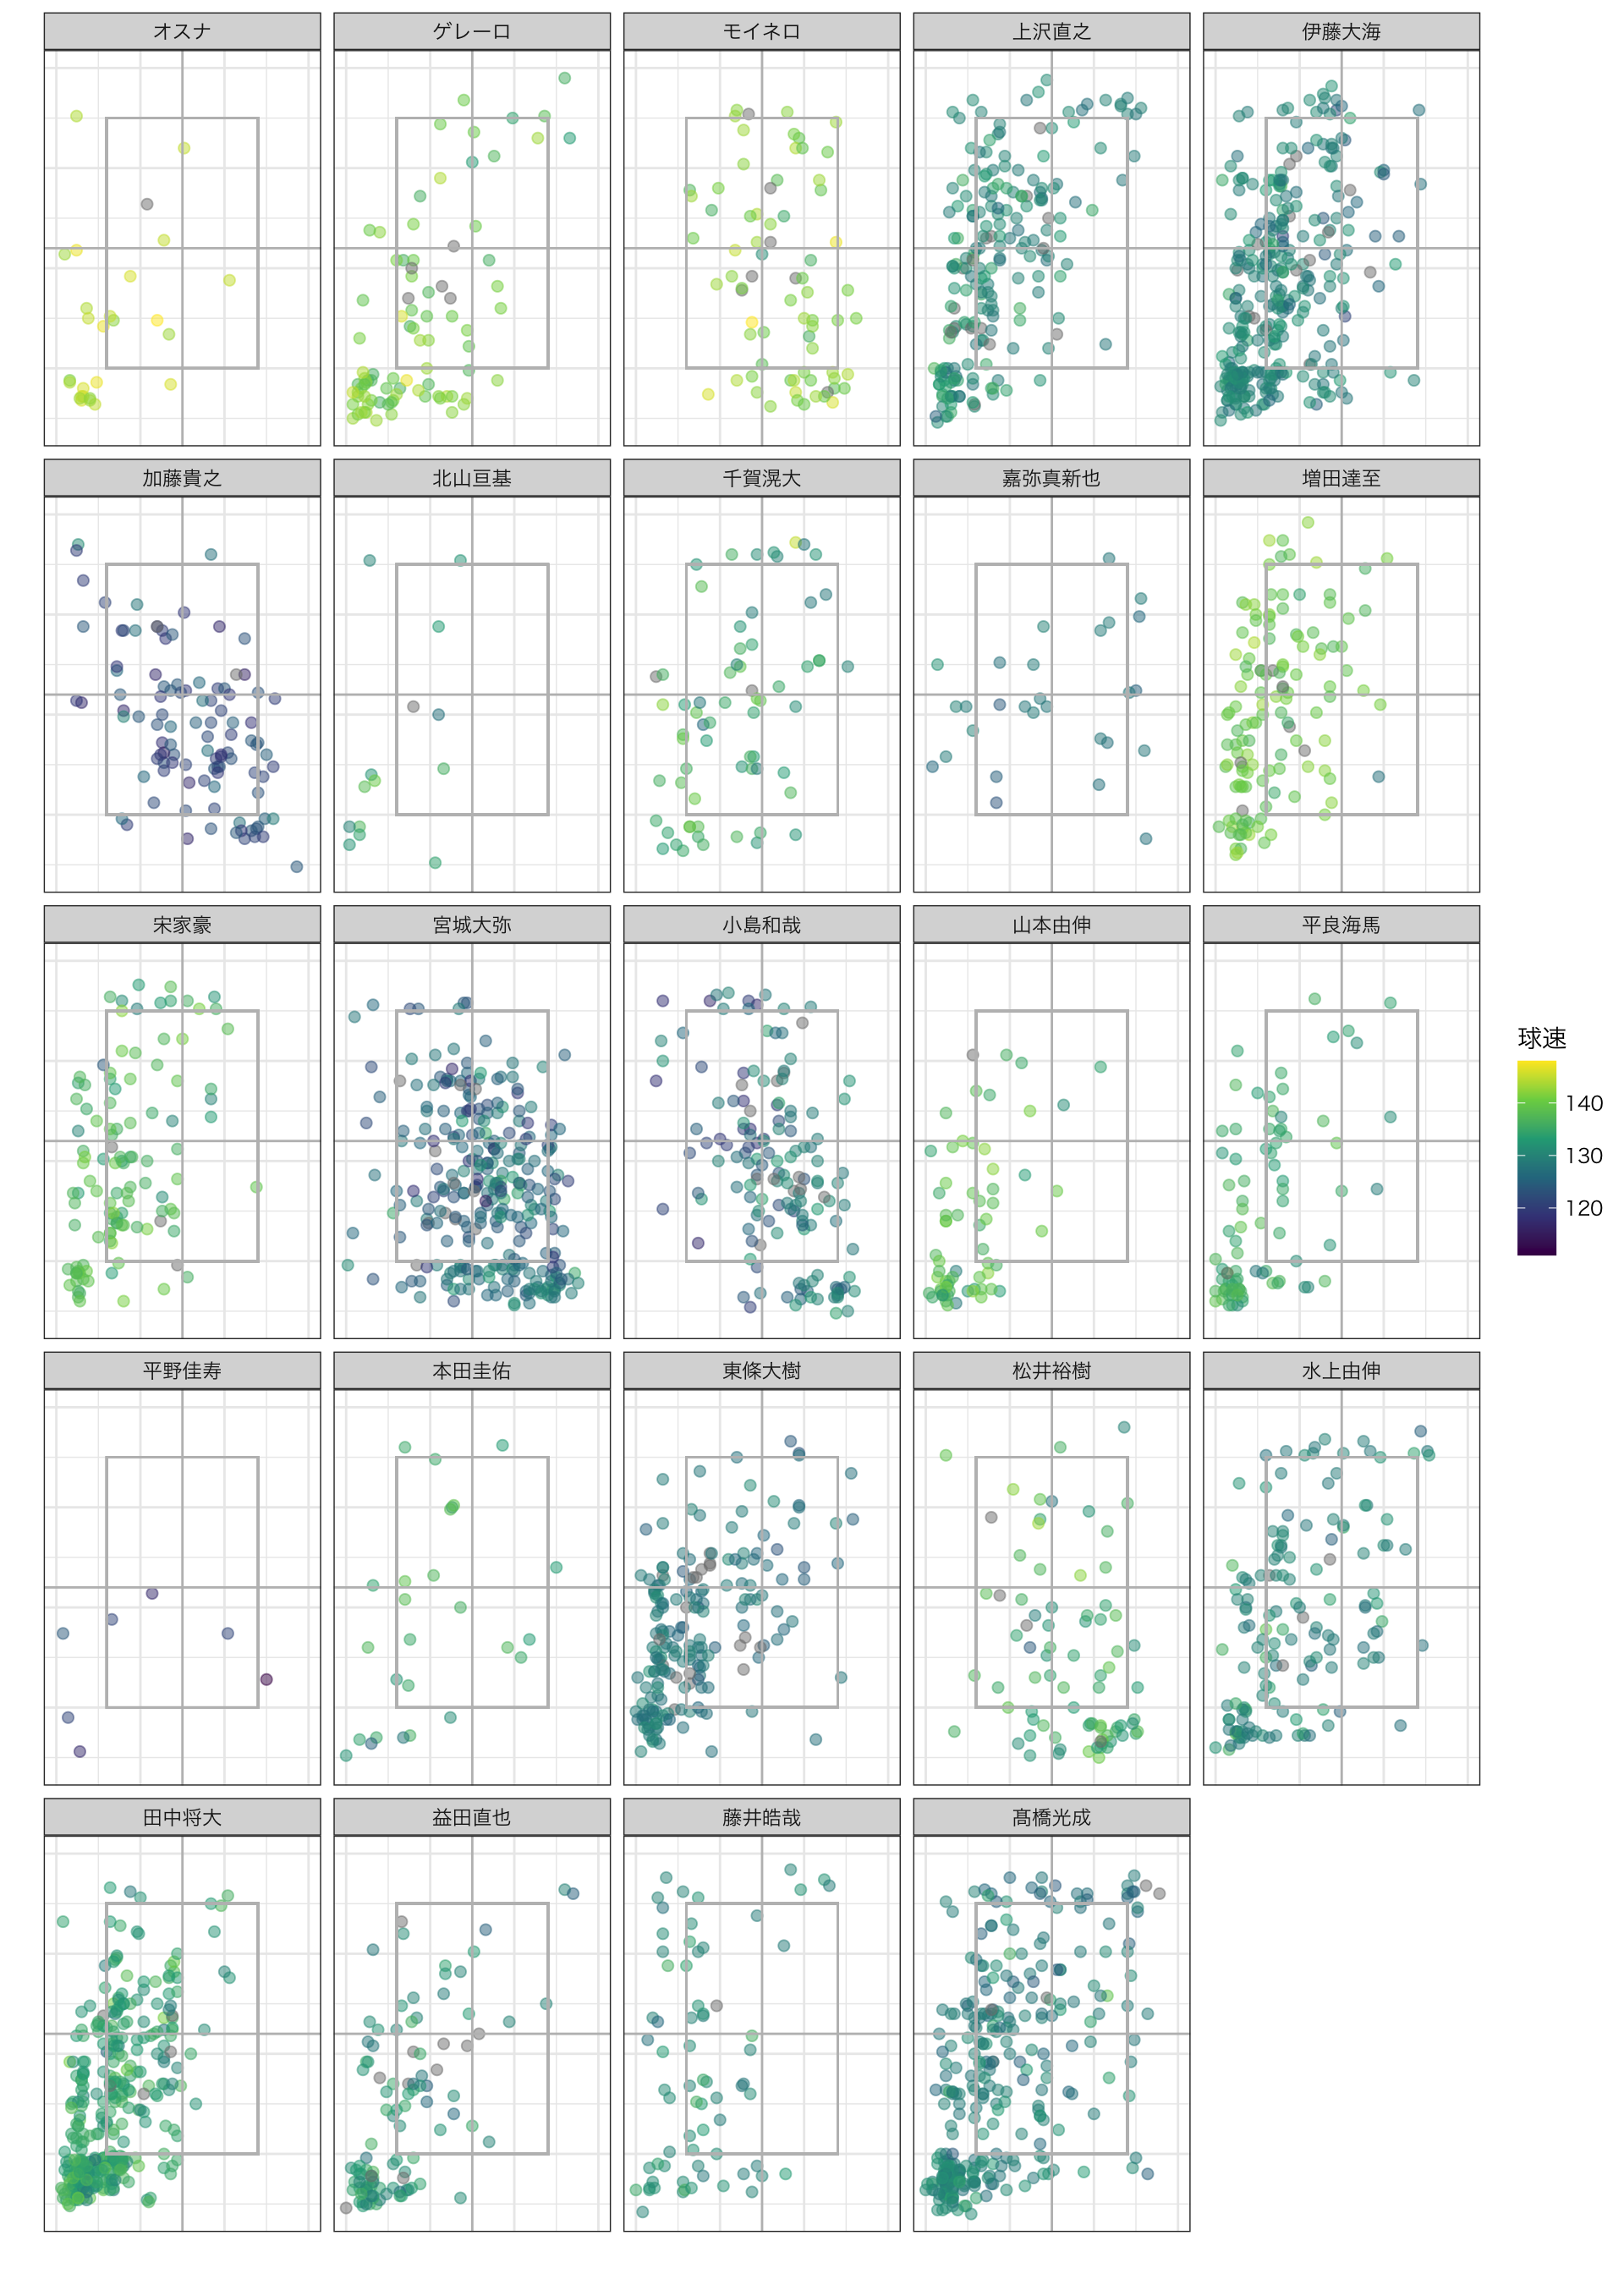 オスナ
ゲレーロ
モイネロ
上沢直之
伊藤大海
加藤貴之
北山亘基
千賀滉大
嘉弥真新也
増田達至
宋家豪
宮城大弥
小島和哉
山本由伸
平良海馬
平野佳寿
本田圭佑
東條大樹
松井裕樹
水上由伸
田中将大
益田直也
藤井皓哉
髙橋光成
球速
140
130
120